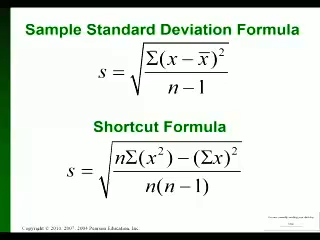 Sample Standard Deviation Formula
s = √(Σ(x − x̄)² / (n − 1))
Shortcut Formula
s = √((nΣ(x²) − (Σx)²) / (n(n − 1)))
Copyright © 2010, 2007, 2004 Pearson Education, Inc.